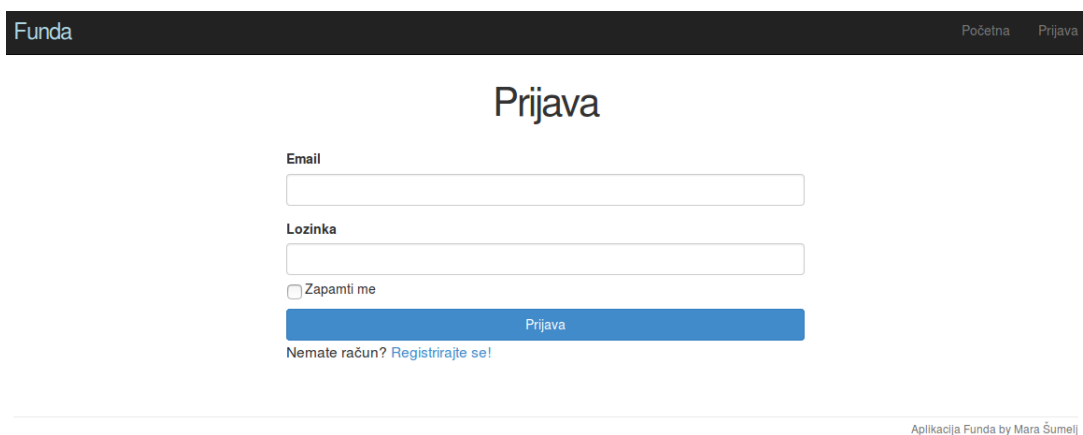 Funda Početna Prijava
Prijava
Email
Lozinka
Zapamti me
Prijava
Nemate račun? Registrirajte se!
Aplikacija Funda by Mara Šumelj